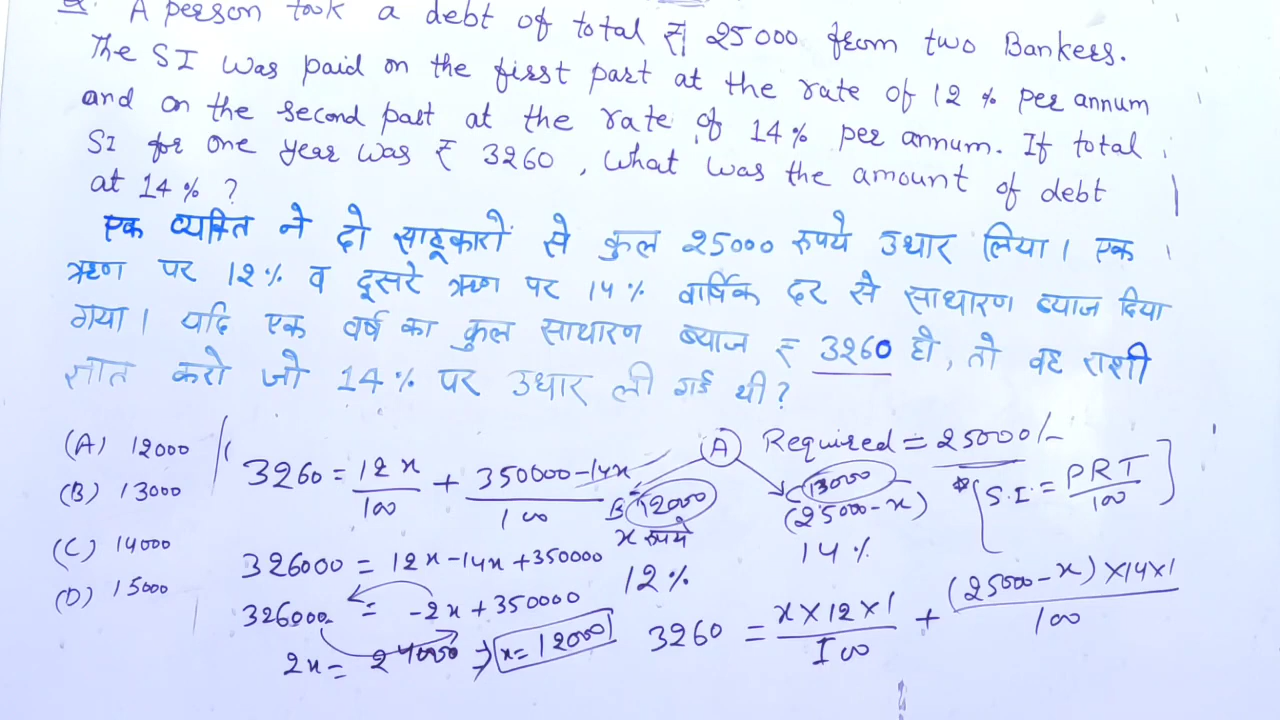 Q. A person took a debt of total ₹ 25000 from two Bankers.
The SI was paid on the first part at the rate of 12 % per annum
and on the second part at the rate of 14% per annum. If total
SI for one year was ₹ 3260, What was the amount of debt
at 14 % ?
एक व्यक्ति ने दो साहूकारों से कुल 25000 रुपये उधार लिया। एक
ऋण पर 12% व दूसरे ऋण पर 14% वार्षिक दर से साधारण ब्याज दिया
गया। यदि एक वर्ष का कुल साधारण ब्याज ₹ 3260 हो, तो वह राशी
ज्ञात करो जो 14% पर उधार ली गई थी?
(A) 12000
(B) 13000
(C) 14000
(D) 15000
(A) Required = 25000/-
B 12000
x रुपये
12%
C 13000
(25000-x)
14%
* [S.I. = PRT/100]
3260 = x×12×1/100 + (25000-x)×14×1/100
3260 = 12x/100 + 350000-14x/100
326000 = 12x-14x+350000
326000 = -2x+350000
2x = 24000 ⇒ x=12000